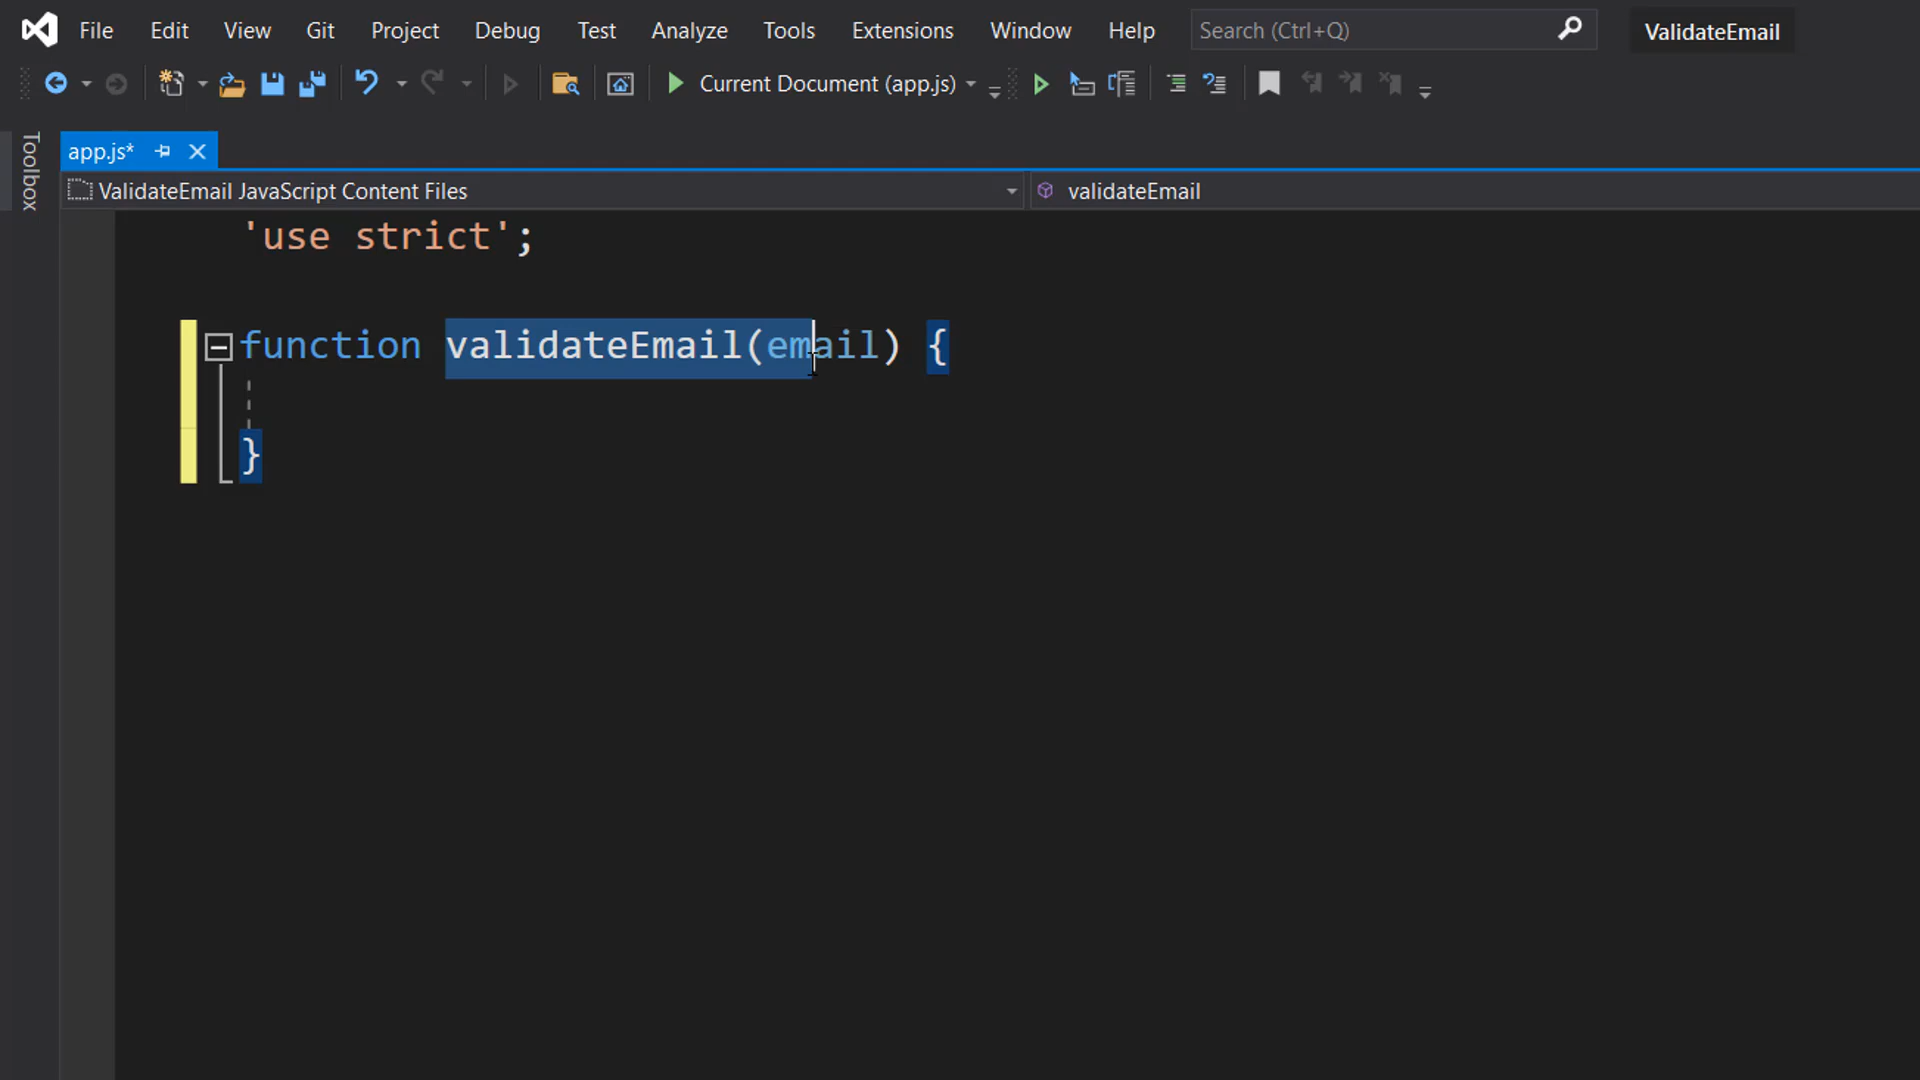 File Edit View Git Project Debug Test Analyze Tools Extensions Window Help Search (Ctrl+Q) ValidateEmail
Current Document (app.js)
Toolbox
app.js*
ValidateEmail JavaScript Content Files validateEmail
'use strict';
function validateEmail(email) {
}